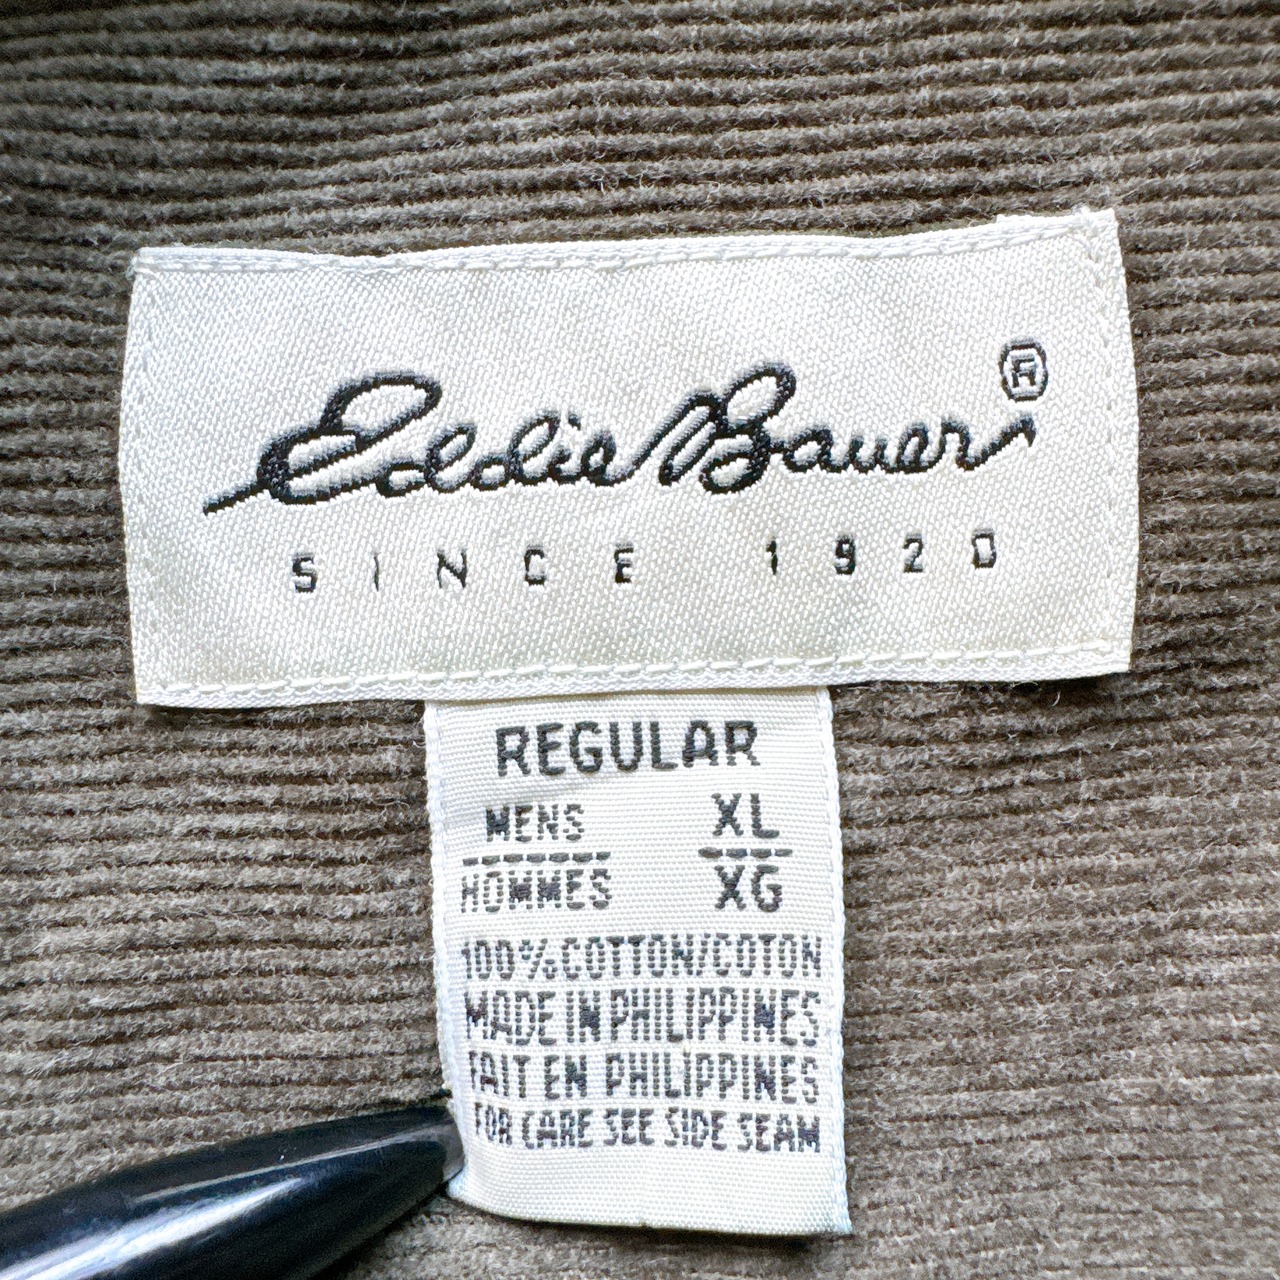 Eddie Bauer®
SINCE 1920
REGULAR
MENS XL
HOMMES XG
100% COTTON/COTON
MADE IN PHILIPPINES
FAIT EN PHILIPPINES
FOR CARE SEE SIDE SEAM